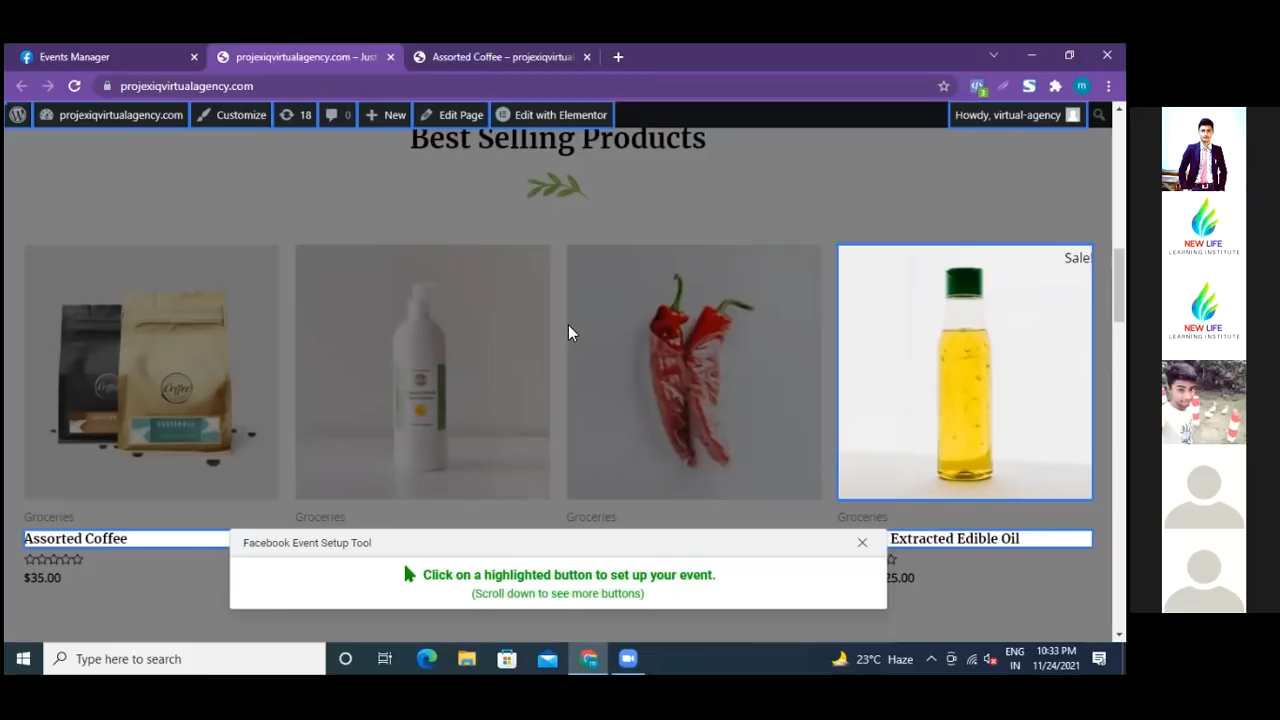 Events Manager
projexiqvirtualagency.com – Just
Assorted Coffee – projexiqvirtual
projexiqvirtualagency.com
projexiqvirtualagency.com
Customize
18
0
New
Edit Page
Edit with Elementor
Howdy, virtual-agency
Best Selling Products
Sale!
Coffee
Groceries
Groceries
Groceries
Groceries
Assorted Coffee
Extracted Edible Oil
$35.00
25.00
Facebook Event Setup Tool
Click on a highlighted button to set up your event.
(Scroll down to see more buttons)
Type here to search
23°C Haze
ENG
IN
10:33 PM
11/24/2021
NEW LIFE
LEARNING INSTITUTE
NEW LIFE
LEARNING INSTITUTE